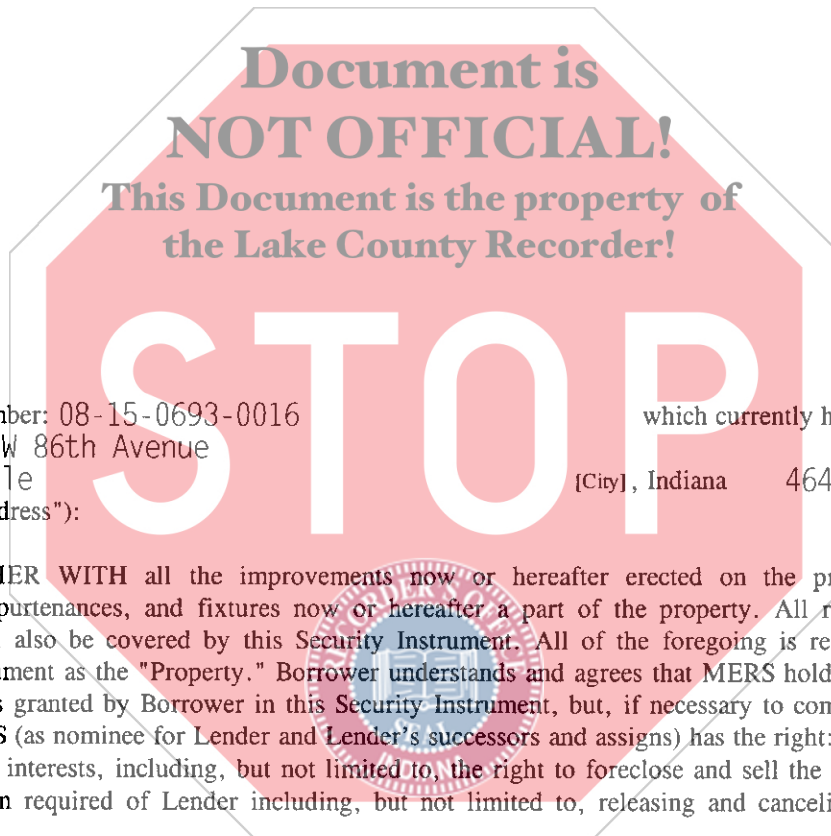 Document is
NOT OFFICIAL!
This Document is the property of
the Lake County Recorder!
STOP
nber: 08-15-0693-0016 which currently h
W 86th Avenue
le [City], Indiana 464
dress"):
IER WITH all the improvements now or hereafter erected on the pr
purtenances, and fixtures now or hereafter a part of the property. All r
also be covered by this Security Instrument. All of the foregoing is re
ument as the "Property." Borrower understands and agrees that MERS hold
s granted by Borrower in this Security Instrument, but, if necessary to com
S (as nominee for Lender and Lender's successors and assigns) has the right:
interests, including, but not limited to, the right to foreclose and sell the
n required of Lender including, but not limited to, releasing and canceli
SEAL
INDIANA